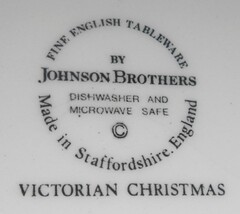 FINE ENGLISH TABLEWARE
BY
JOHNSON BROTHERS
DISHWASHER AND
MICROWAVE SAFE
©
Made in Staffordshire. England
VICTORIAN CHRISTMAS